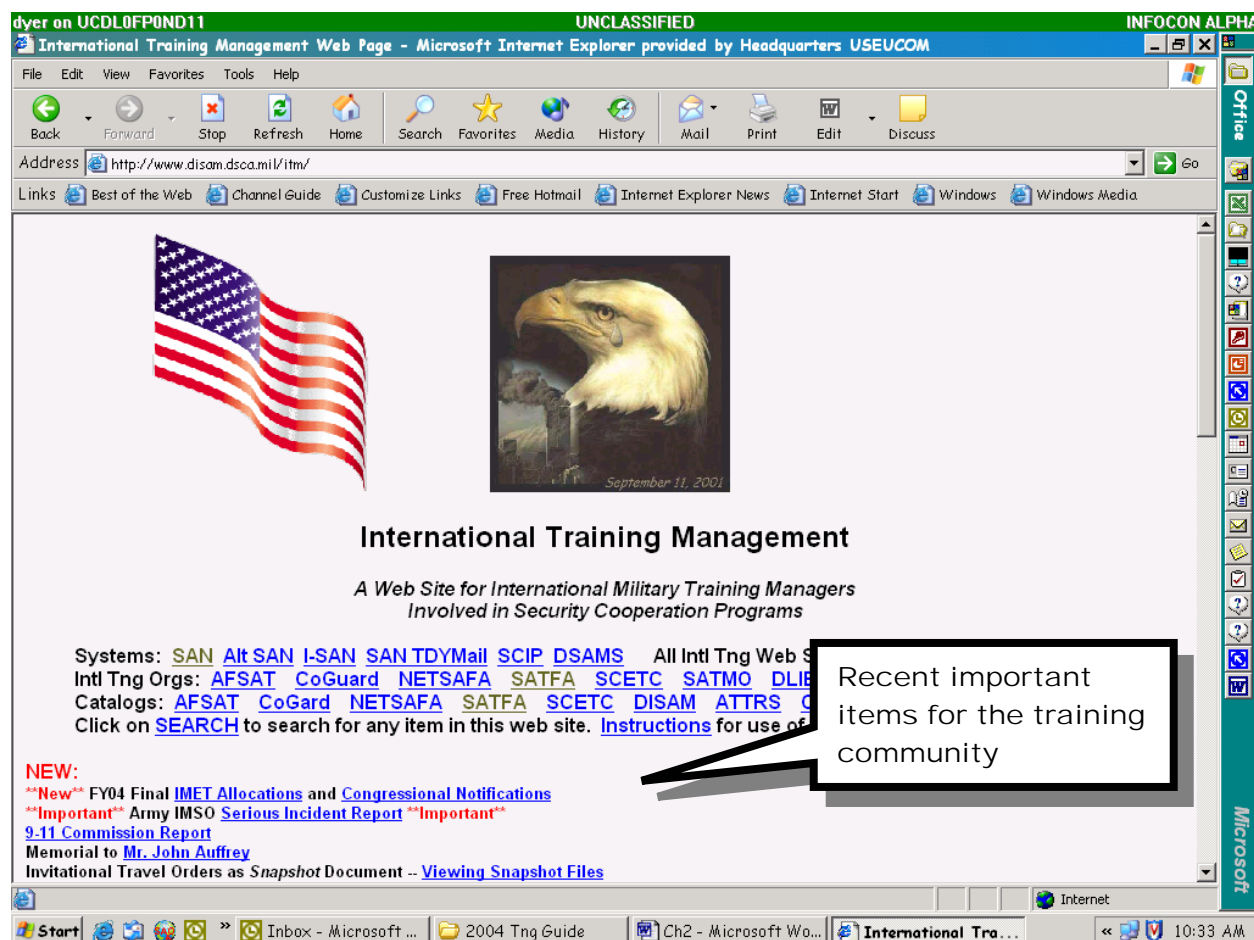 dyer on UCDL0FP0ND11 UNCLASSIFIED INFOCON ALPHA
International Training Management Web Page - Microsoft Internet Explorer provided by Headquarters USEUCOM
File Edit View Favorites Tools Help
Back Forward Stop Refresh Home Search Favorites Media History Mail Print Edit Discuss
Address http://www.disam.dsca.mil/itm/ Go
Links Best of the Web Channel Guide Customize Links Free Hotmail Internet Explorer News Internet Start Windows Windows Media
Office
September 11, 2001
International Training Management
A Web Site for International Military Training Managers
Involved in Security Cooperation Programs
Systems: SAN Alt SAN I-SAN SAN TDYMail SCIP DSAMS All Intl Tng Web S
Intl Tng Orgs: AFSAT CoGuard NETSAFA SATFA SCETC SATMO DLIE
Catalogs: AFSAT CoGard NETSAFA SATFA SCETC DISAM ATTRS
Click on SEARCH to search for any item in this web site. Instructions for use of
Recent important
items for the training
community
NEW:
**New** FY04 Final IMET Allocations and Congressional Notifications
**Important** Army IMSO Serious Incident Report **Important**
9-11 Commission Report
Memorial to Mr. John Auffrey
Invitational Travel Orders as Snapshot Document -- Viewing Snapshot Files
Microsoft
Internet
Start » Inbox - Microsoft ... 2004 Tng Guide Ch2 - Microsoft Wo... International Tra... « 10:33 AM